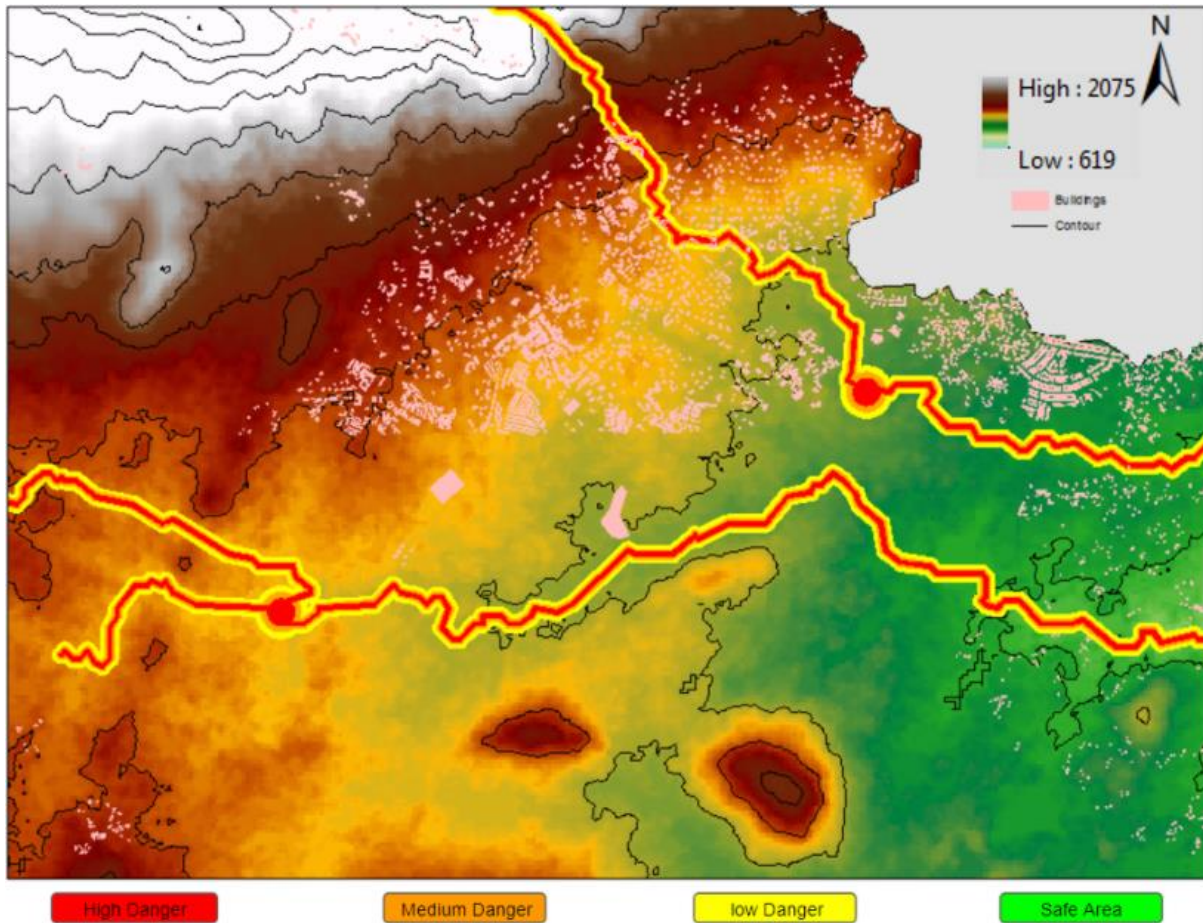 N
High : 2075
Low : 619
Buildings
Contour
High Danger
Medium Danger
low Danger
Safe Area